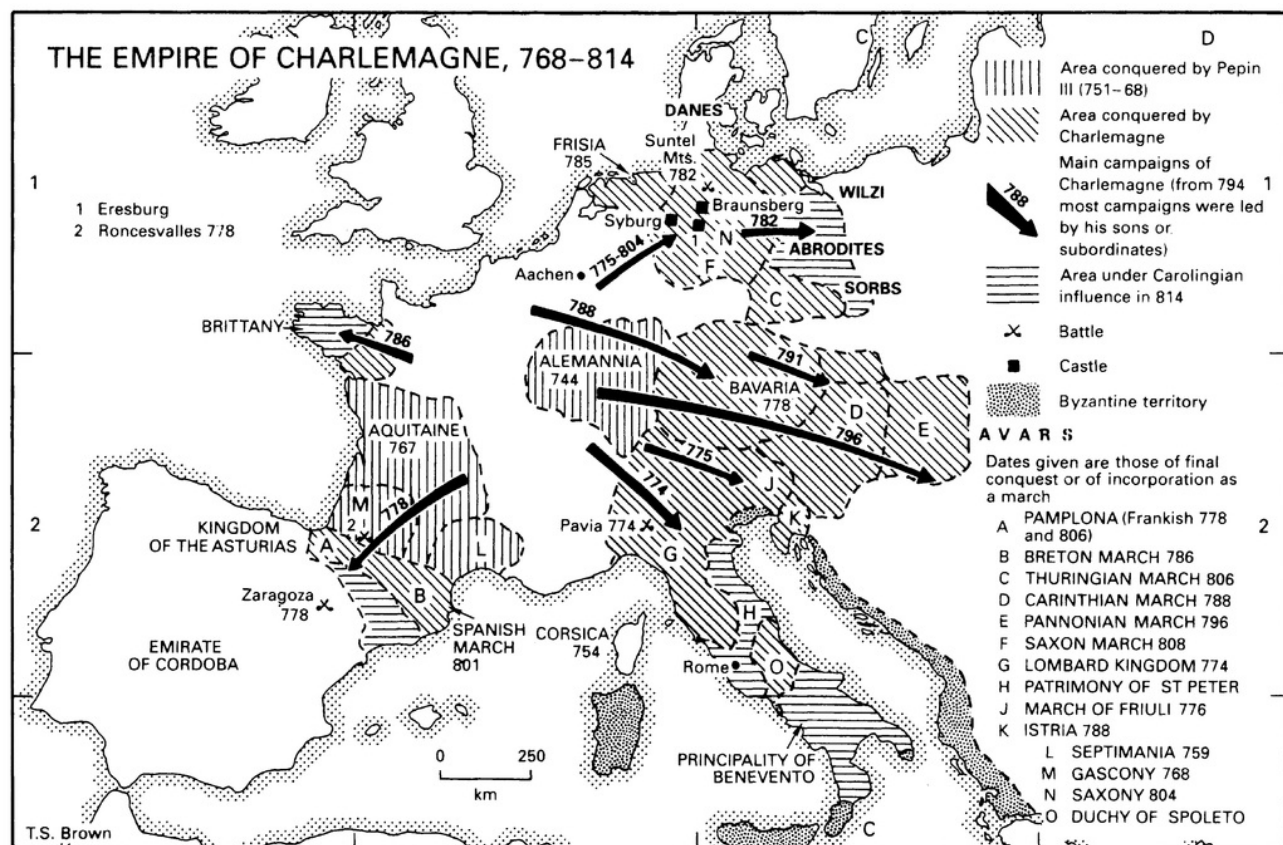 THE EMPIRE OF CHARLEMAGNE, 768–814
C
D
1
1 Eresburg
2 Roncesvalles 778
DANES
FRISIA
785
Suntel
Mts.
782
WILZI
Braunsberg
Syburg
1
N
782
ABRODITES
F
SORBS
C
Aachen
775-804
BRITTANY
786
788
ALEMANNIA
744
791
BAVARIA
778
D
E
796
AQUITAINE
767
775
J
774
K
M
2
778
2
KINGDOM
OF THE ASTURIAS
A
L
Pavia 774
G
B
Zaragoza
778
SPANISH
MARCH
801
CORSICA
754
H
O
Rome
EMIRATE
OF CORDOBA
0 250
km
PRINCIPALITY OF
BENEVENTO
C
T.S. Brown
Area conquered by Pepin
III (751–68)
Area conquered by
Charlemagne
788
Main campaigns of
Charlemagne (from 794 1
most campaigns were led
by his sons or
subordinates)
Area under Carolingian
influence in 814
Battle
Castle
Byzantine territory
AVARS
Dates given are those of final
conquest or of incorporation as
a march
A PAMPLONA (Frankish 778 2
and 806)
B BRETON MARCH 786
C THURINGIAN MARCH 806
D CARINTHIAN MARCH 788
E PANNONIAN MARCH 796
F SAXON MARCH 808
G LOMBARD KINGDOM 774
H PATRIMONY OF ST PETER
J MARCH OF FRIULI 776
K ISTRIA 788
L SEPTIMANIA 759
M GASCONY 768
N SAXONY 804
O DUCHY OF SPOLETO